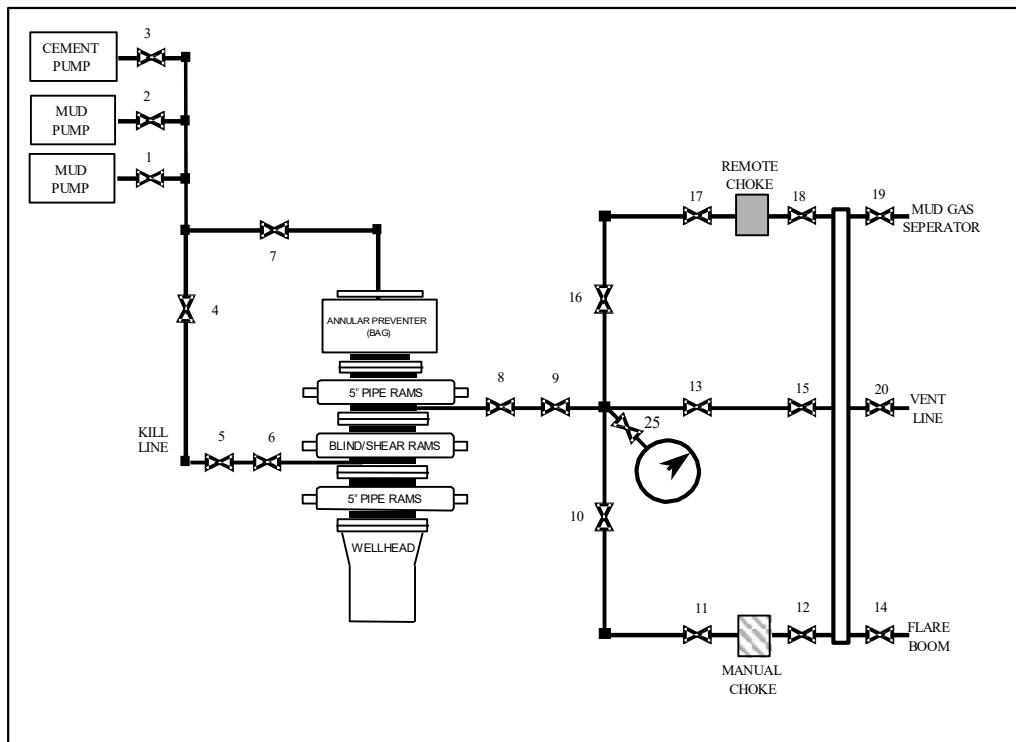 3
CEMENT
PUMP
2
MUD
PUMP
1
MUD
PUMP
7
4
KILL
LINE
5
6
ANNULAR PREVENTER
(BAG)
5" PIPE RAMS
BLIND/SHEAR RAMS
5" PIPE RAMS
WELLHEAD
8
9
REMOTE
CHOKE
17
18
19
MUD GAS
SEPERATOR
16
13
15
20
VENT
LINE
25
10
11
12
14
FLARE
BOOM
MANUAL
CHOKE